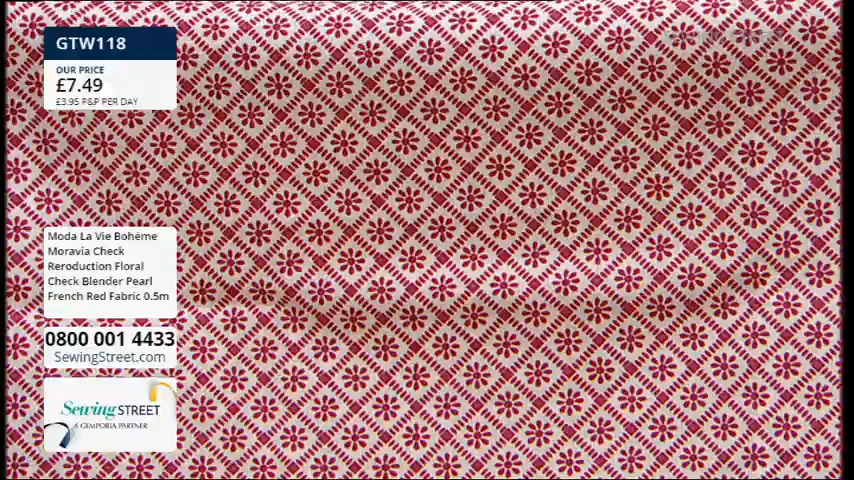 GTW118
OUR PRICE
£7.49
£3.95 P&P PER DAY
Moda La Vie Bohème
Moravia Check
Reroduction Floral
Check Blender Pearl
French Red Fabric 0.5m
0800 001 4433
SewingStreet.com
Sewing STREET
A GEMPORIA PARTNER